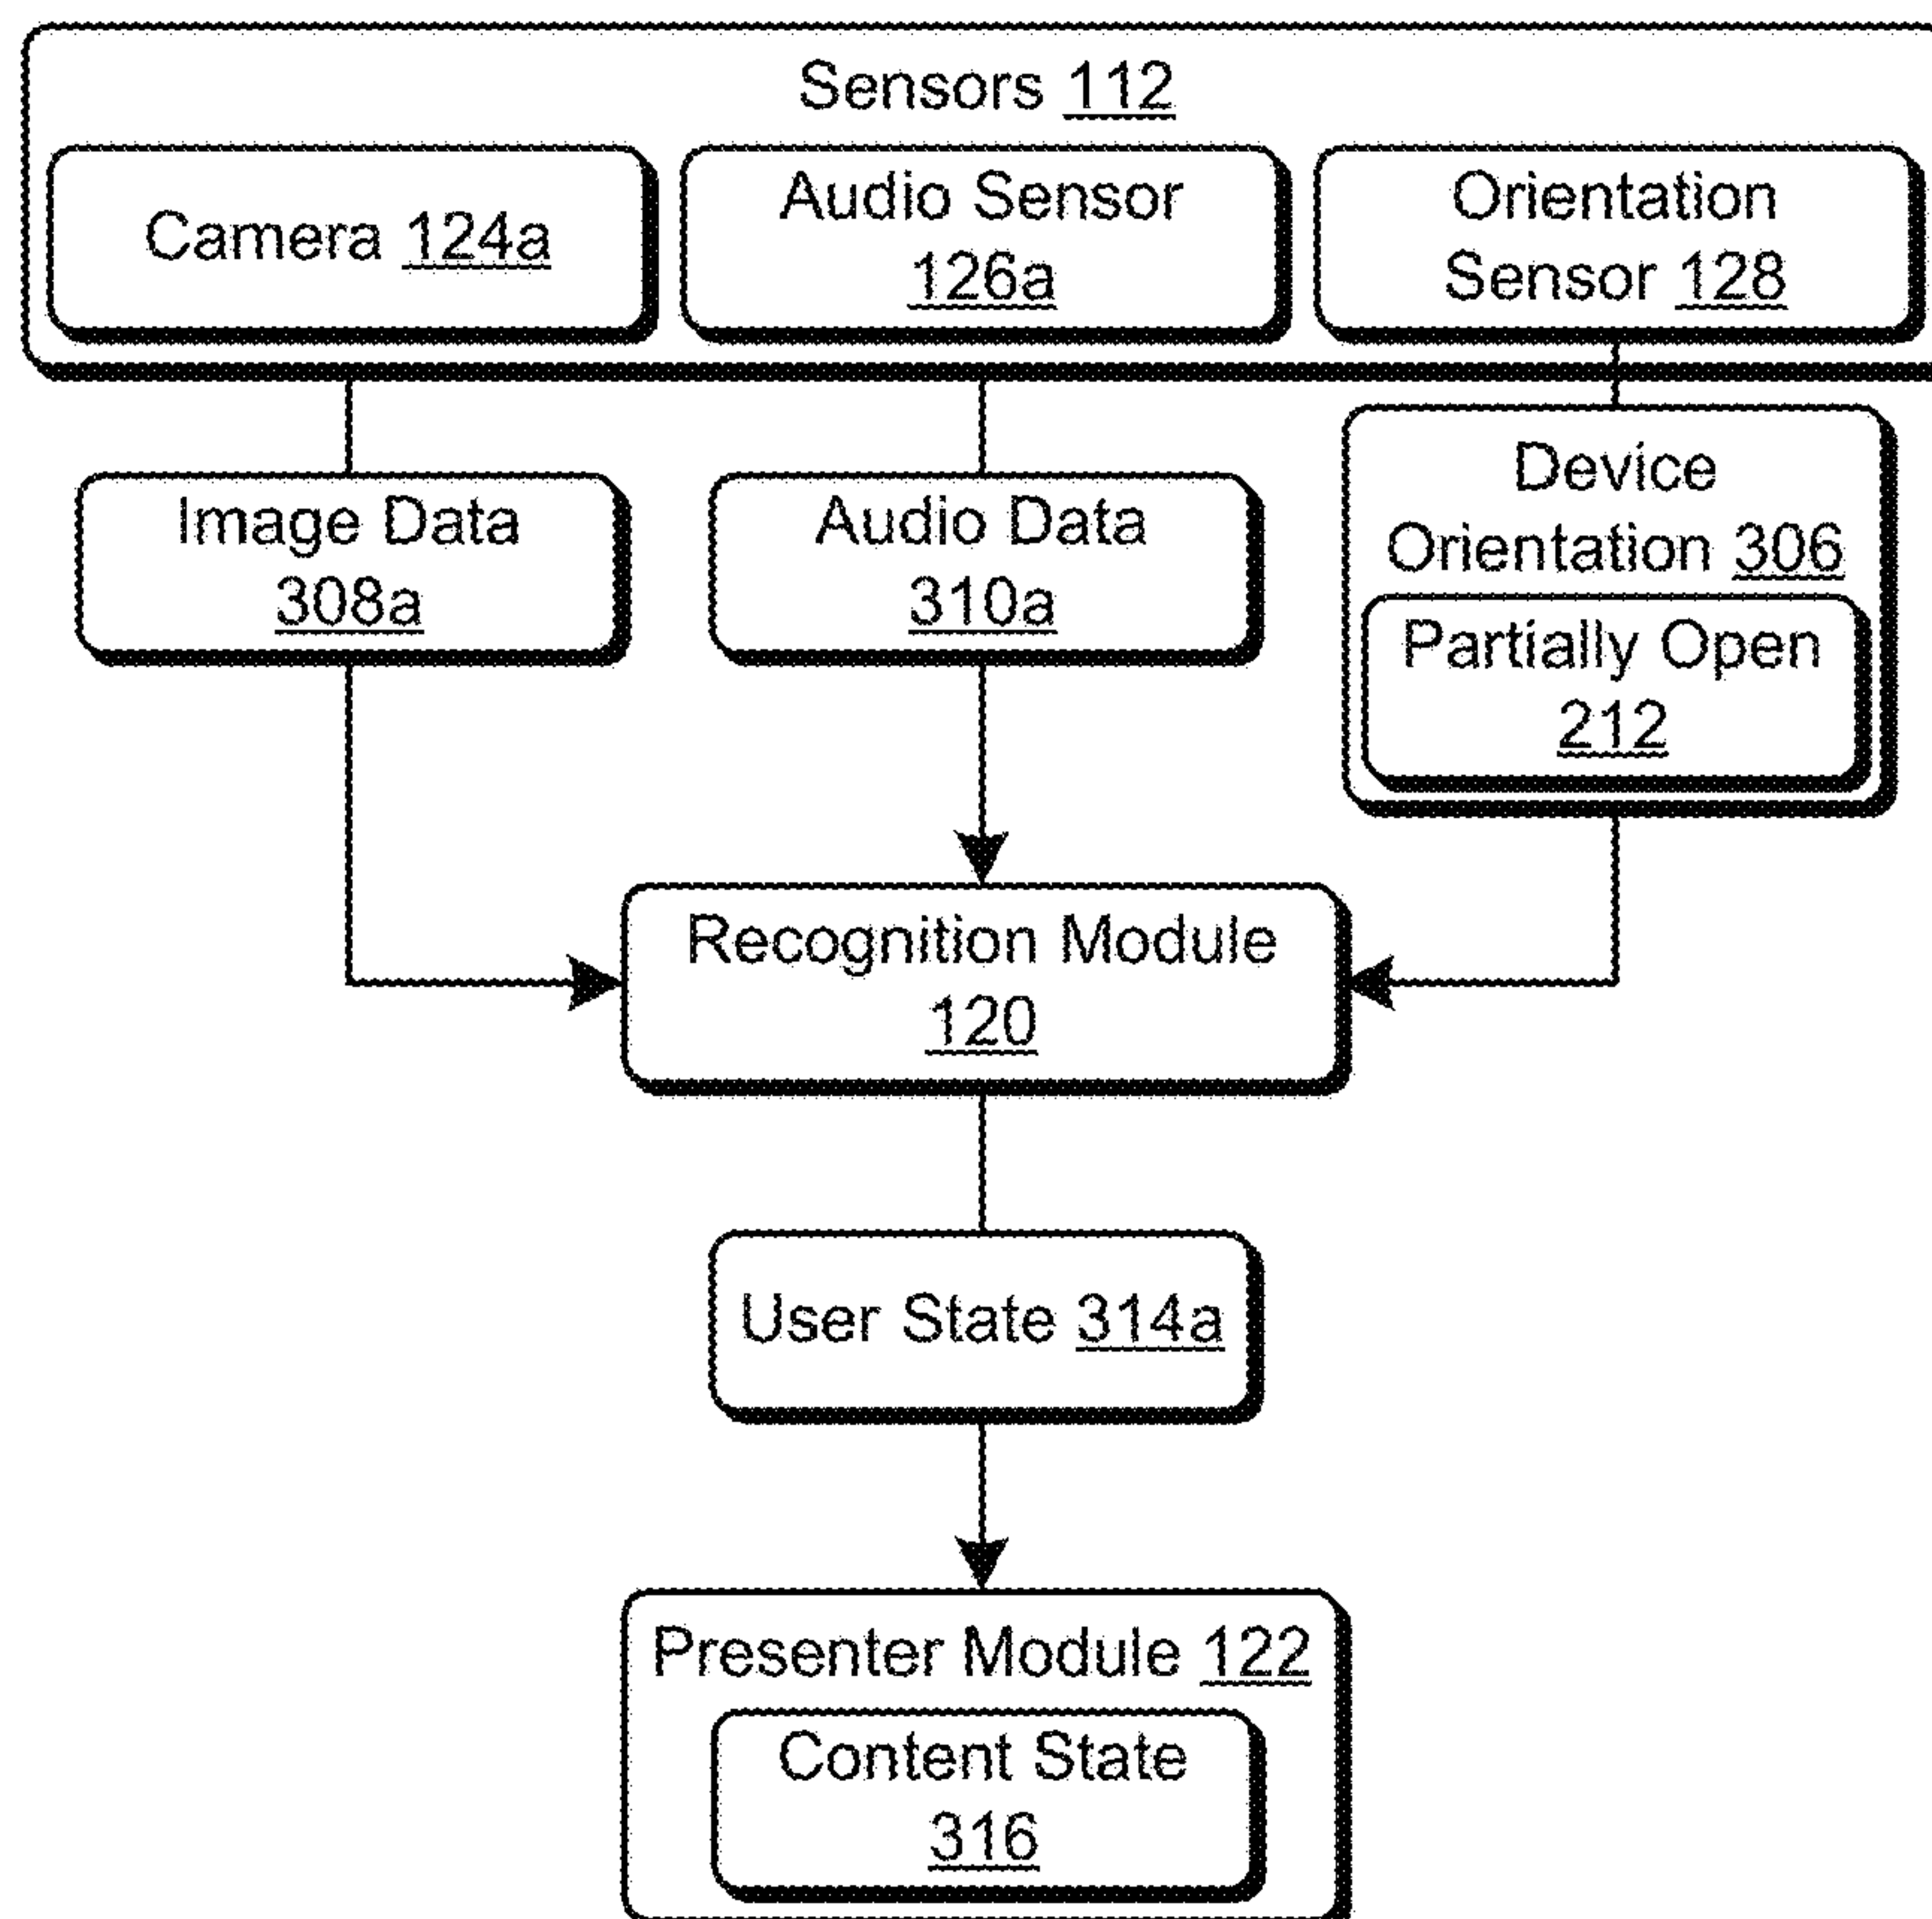 Sensors 112
Camera 124a
Audio Sensor
126a
Orientation
Sensor 128
Image Data
308a
Audio Data
310a
Device
Orientation 306
Partially Open
212
Recognition Module
120
User State 314a
Presenter Module 122
Content State
316